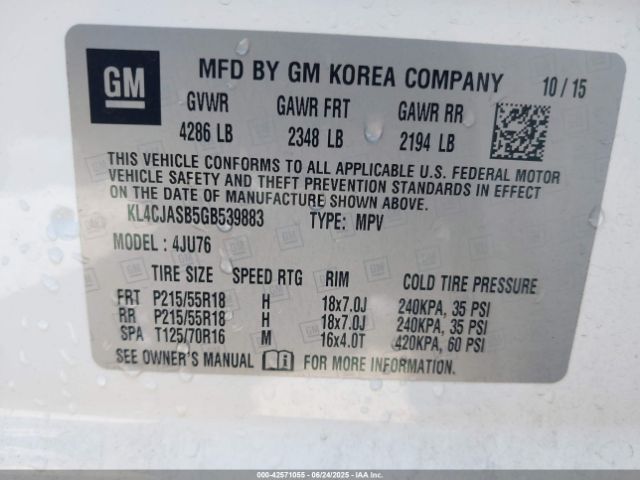 GM
MFD BY GM KOREA COMPANY 10/15
GVWR GAWR FRT GAWR RR
4286 LB 2348 LB 2194 LB
THIS VEHICLE CONFORMS TO ALL APPLICABLE U.S. FEDERAL MOTOR
VEHICLE SAFETY AND THEFT PREVENTION STANDARDS IN EFFECT
ON THE DATE OF MANUFACTURE SHOWN ABOVE.
KL4CJASB5GB539883 TYPE: MPV
MODEL: 4JU76
TIRE SIZE SPEED RTG RIM COLD TIRE PRESSURE
FRT P215/55R18 H 18x7.0J 240KPA, 35 PSI
RR P215/55R18 H 18x7.0J 240KPA, 35 PSI
SPA T125/70R16 M 16x4.0T 420KPA, 60 PSI
SEE OWNER'S MANUAL FOR MORE INFORMATION.
000-42571055 06/24/2025 IAAI.COM